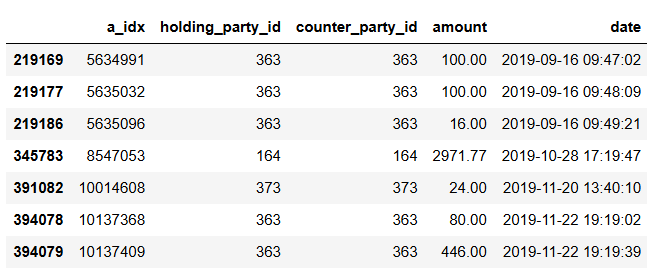 a_idx holding_party_id counter_party_id amount date
219169 5634991 363 363 100.00 2019-09-16 09:47:02
219177 5635032 363 363 100.00 2019-09-16 09:48:09
219186 5635096 363 363 16.00 2019-09-16 09:49:21
345783 8547053 164 164 2971.77 2019-10-28 17:19:47
391082 10014608 373 373 24.00 2019-11-20 13:40:10
394078 10137368 363 363 80.00 2019-11-22 19:19:02
394079 10137409 363 363 446.00 2019-11-22 19:19:39